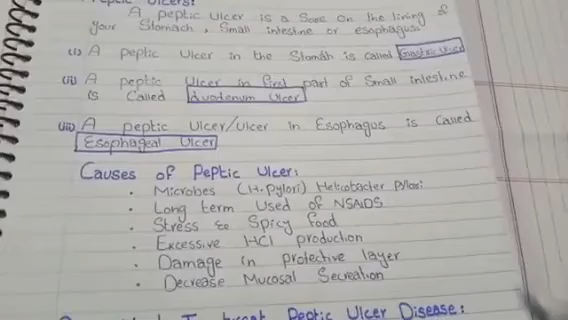 Peptic Ulcers:
A peptic Ulcer is a Sore on the lining of
your Stomach, Small intestine or esophagus.
(i) A peptic Ulcer in the Stomah is called Gastric Ulcer
(ii) A peptic Ulcer in first part of Small intestine
is Called duodenum Ulcer
(iii) A peptic Ulcer/Ulcer in Esophagus is Called
Esophageal Ulcer
Causes of Peptic Ulcer:
• Microbes (H.Pylori) Helicobacter Pylori
• Long term Used of NSAIDS
• Stress & Spicy food
• Excessive HCl production
• Damage in protective layer
• Decrease Mucosal Secreation
Treat Peptic Ulcer Disease: